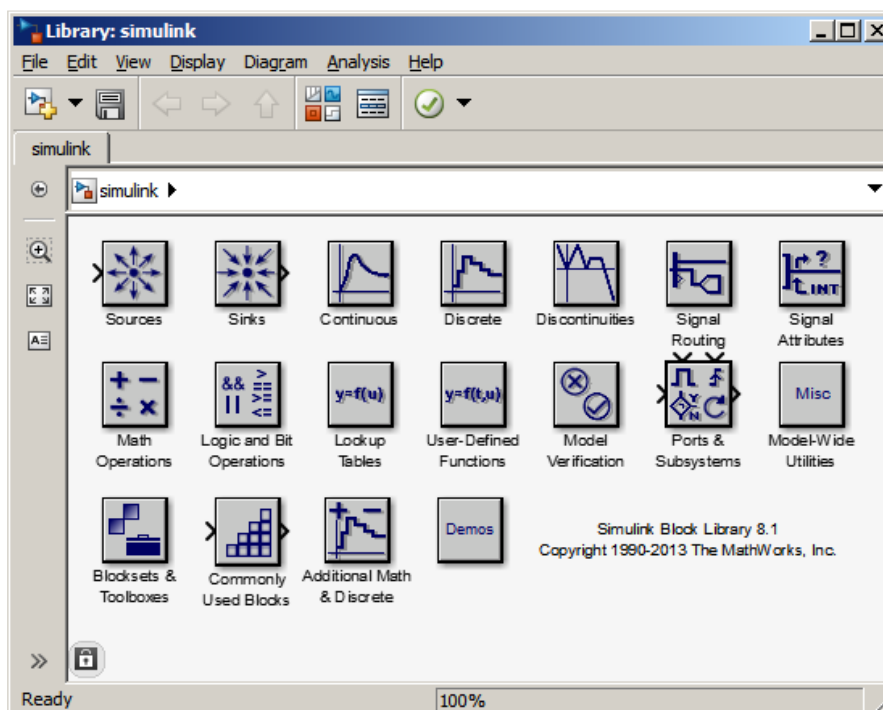 Library: simulink
File Edit View Display Diagram Analysis Help
simulink
simulink
Sources Sinks Continuous Discrete Discontinuities Signal Routing Signal Attributes
? INT
+ − ÷ × && || > == >= <= y=f(u) y=f(t,u) Y N Misc
Math Operations Logic and Bit Operations Lookup Tables User-Defined Functions Model Verification Ports & Subsystems Model-Wide Utilities
Demos
Simulink Block Library 8.1
Copyright 1990-2013 The MathWorks, Inc.
Blocksets & Toolboxes Commonly Used Blocks Additional Math & Discrete
Ready 100%